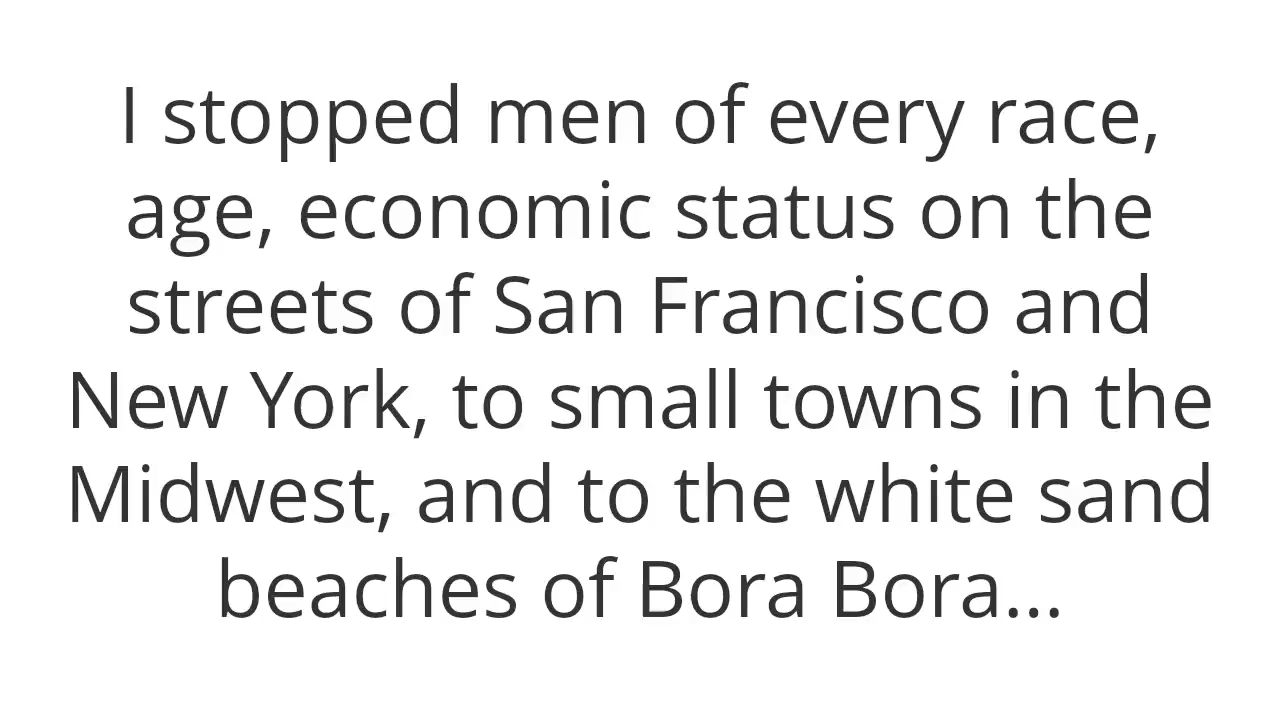 I stopped men of every race,
age, economic status on the
streets of San Francisco and
New York, to small towns in the
Midwest, and to the white sand
beaches of Bora Bora...